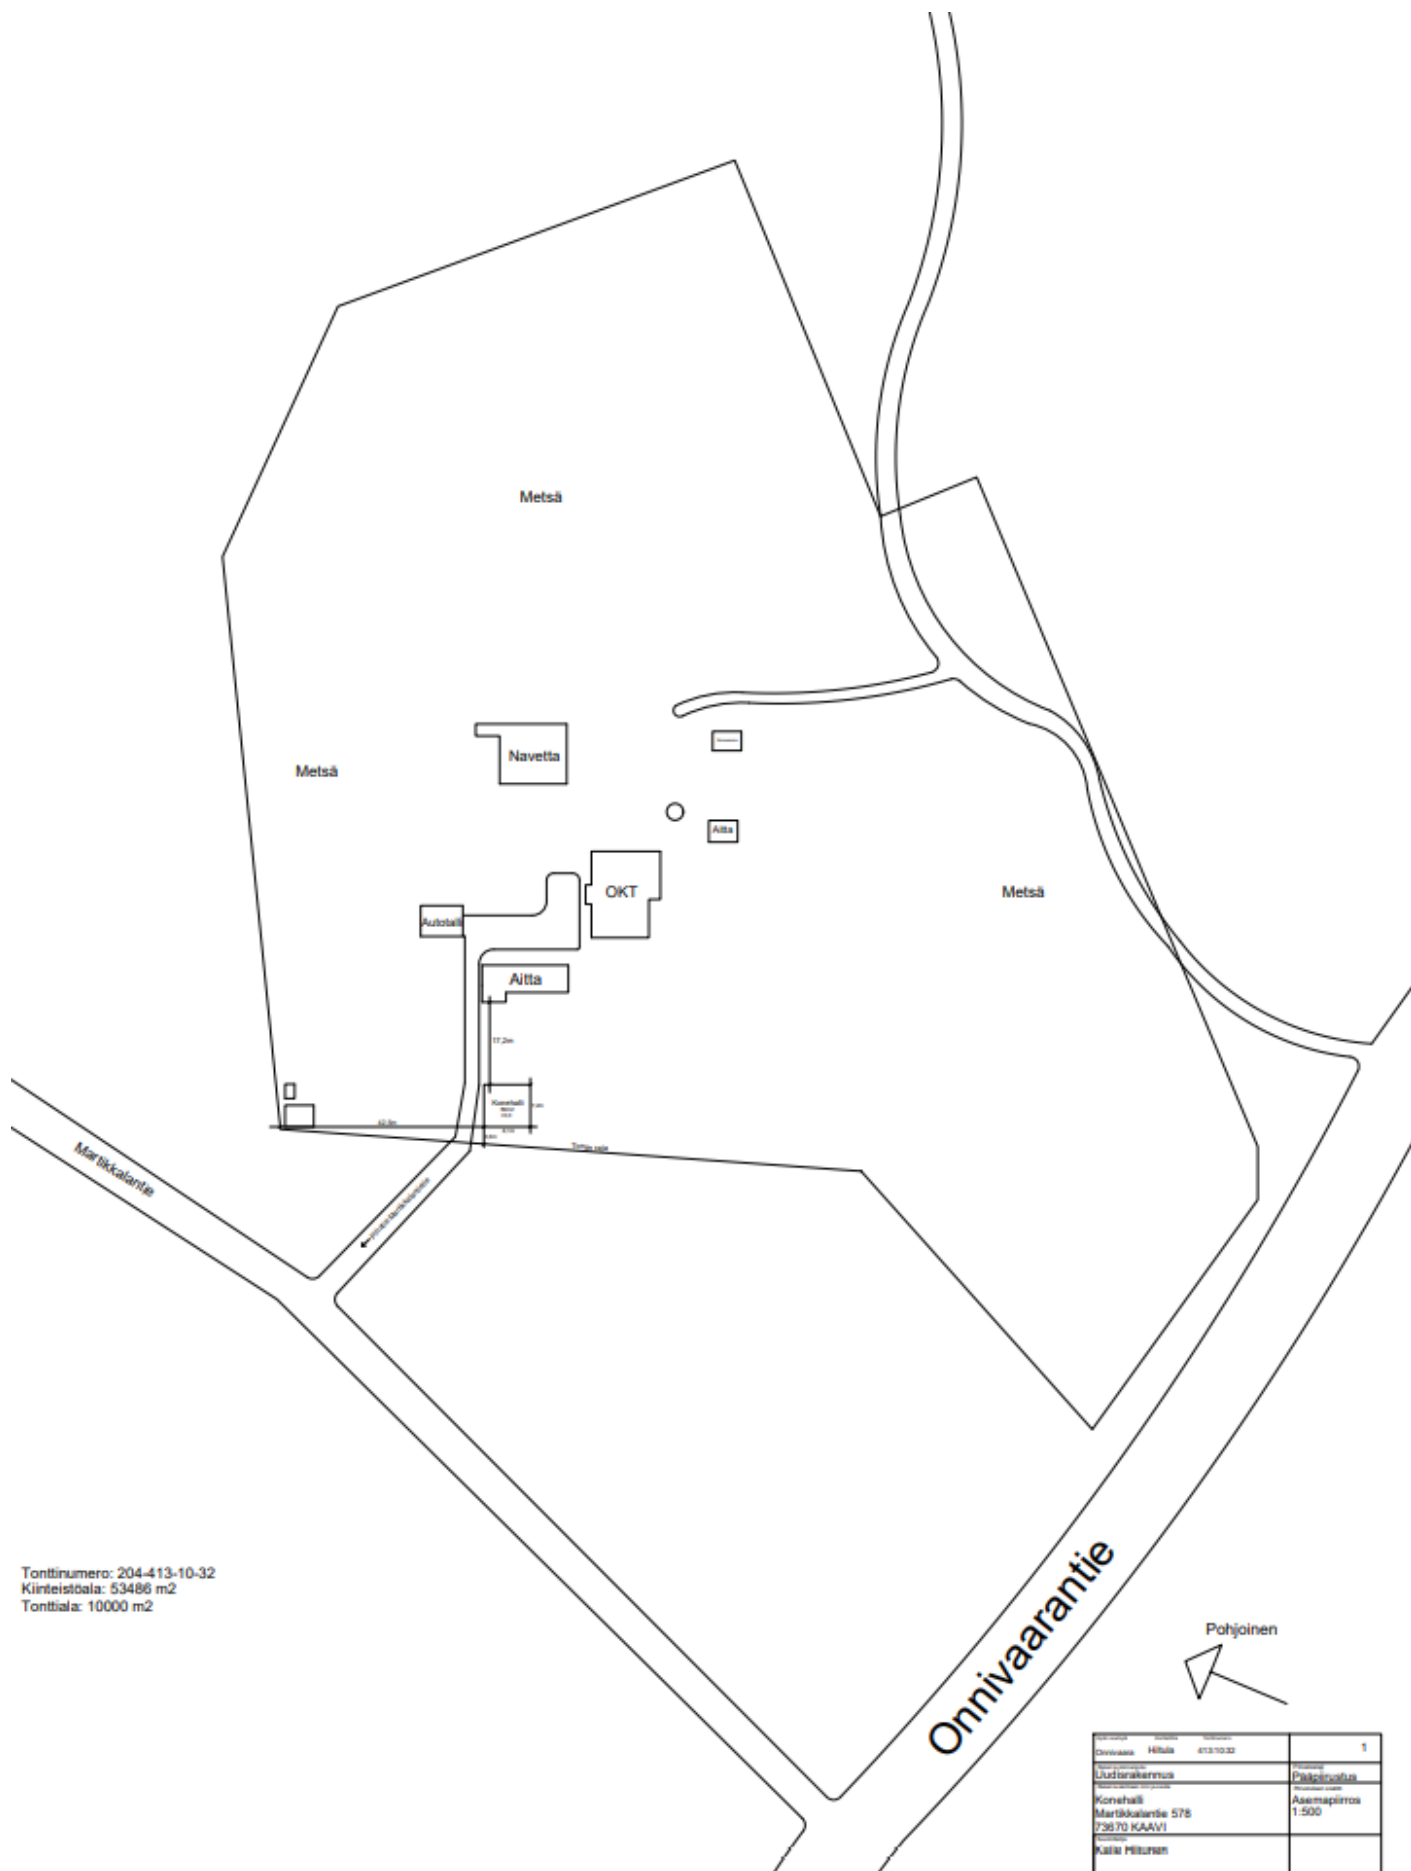 Metsä
Navetta
Metsä
Aitta
OKT
Metsä
Autotalli
Aitta
17,2m
Konehalli
Tontin raja
Martikkalantie
Onnivaarantie
Tonttinumero: 204-413-10-32
Kiinteistöala: 53486 m2
Tonttiala: 10000 m2
Pohjoinen
Onnivaara Hiltula 413:10:32 1
Uudisrakennus Pääpiirustus
Konehalli Asemapiirros
Martikkalantie 578 1:500
73670 KAAVI
Kalle Hiltunen